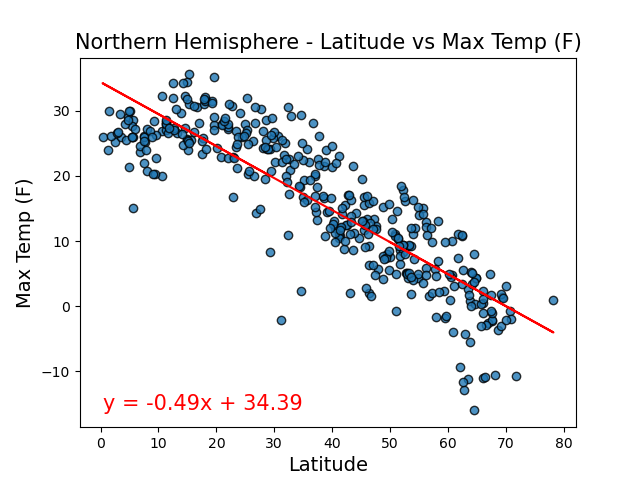 Northern Hemisphere - Latitude vs Max Temp (F)
Max Temp (F)
30
20
10
0
−10
y = -0.49x + 34.39
0 10 20 30 40 50 60 70 80
Latitude